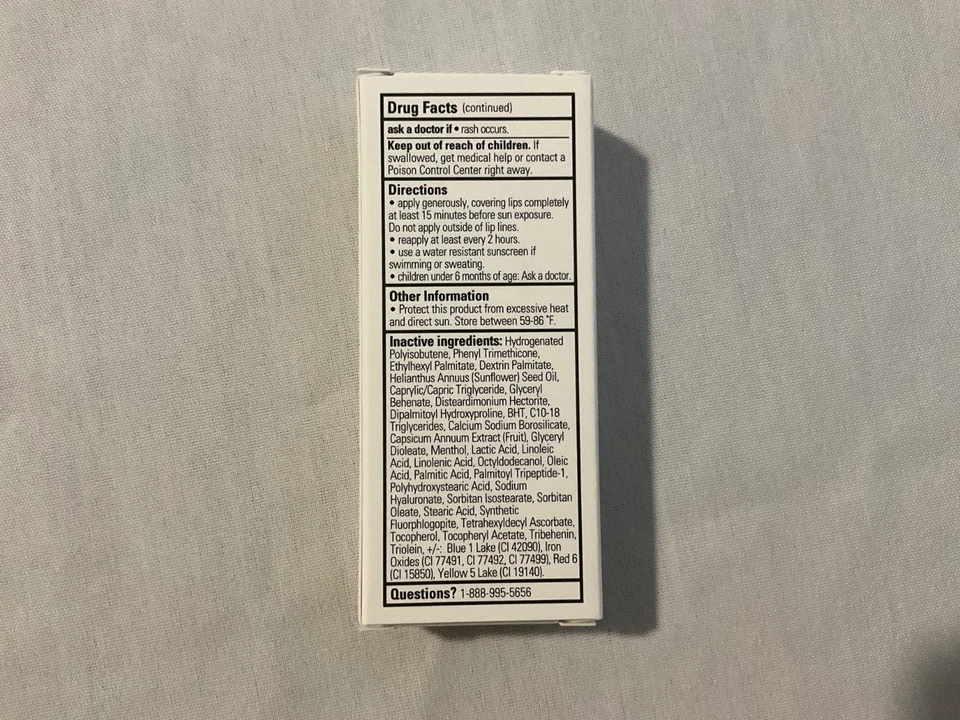 Drug Facts (continued)
ask a doctor if • rash occurs.
Keep out of reach of children. If
swallowed, get medical help or contact a
Poison Control Center right away.
Directions
• apply generously, covering lips completely
at least 15 minutes before sun exposure.
Do not apply outside of lip lines.
• reapply at least every 2 hours.
• use a water resistant sunscreen if
swimming or sweating.
• children under 6 months of age: Ask a doctor.
Other Information
• Protect this product from excessive heat
and direct sun. Store between 59-86 °F.
Inactive ingredients: Hydrogenated
Polyisobutene, Phenyl Trimethicone,
Ethylhexyl Palmitate, Dextrin Palmitate,
Helianthus Annuus (Sunflower) Seed Oil,
Caprylic/Capric Triglyceride, Glyceryl
Behenate, Disteardimonium Hectorite,
Dipalmitoyl Hydroxyproline, BHT, C10-18
Triglycerides, Calcium Sodium Borosilicate,
Capsicum Annuum Extract (Fruit), Glyceryl
Dioleate, Menthol, Lactic Acid, Linoleic
Acid, Linolenic Acid, Octyldodecanol, Oleic
Acid, Palmitic Acid, Palmitoyl Tripeptide-1,
Polyhydroxystearic Acid, Sodium
Hyaluronate, Sorbitan Isostearate, Sorbitan
Oleate, Stearic Acid, Synthetic
Fluorphlogopite, Tetrahexyldecyl Ascorbate,
Tocopherol, Tocopheryl Acetate, Tribehenin,
Triolein, +/-: Blue 1 Lake (CI 42090), Iron
Oxides (CI 77491, CI 77492, CI 77499), Red 6
(CI 15850), Yellow 5 Lake (CI 19140).
Questions? 1-888-995-5656